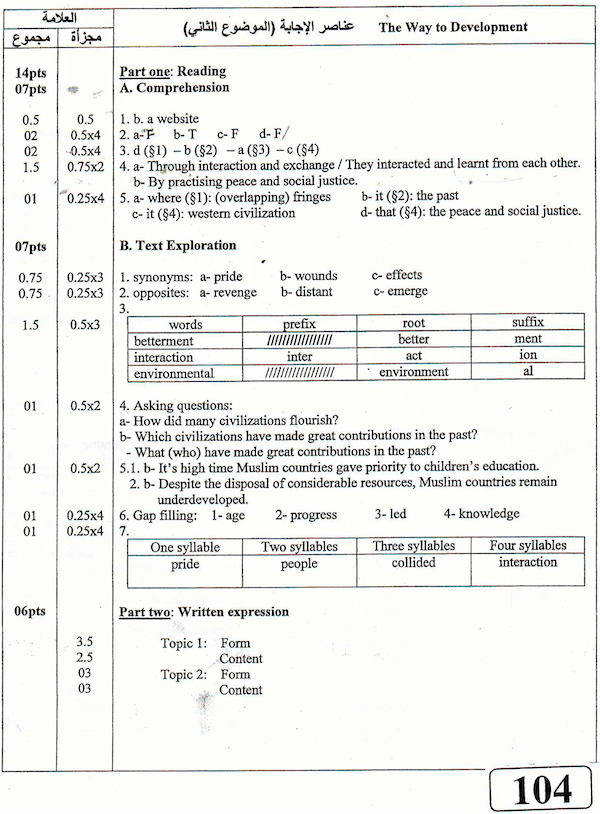 العلامة
عناصر الإجابة (الموضوع الثاني) The Way to Development
مجموع مجزأة
14pts Part one: Reading
07pts A. Comprehension
0.5 0.5 1. b. a website
02 0.5x4 2. a-F b- T c- F d- F/
02 0.5x4 3. d (§1) – b (§2) – a (§3) – c (§4)
1.5 0.75x2 4. a- Through interaction and exchange / They interacted and learnt from each other.
b- By practising peace and social justice.
01 0.25x4 5. a- where (§1): (overlapping) fringes b- it (§2): the past
c- it (§4): western civilization d- that (§4): the peace and social justice.
07pts B. Text Exploration
0.75 0.25x3 1. synonyms: a- pride b- wounds c- effects
0.75 0.25x3 2. opposites: a- revenge b- distant c- emerge
3.
1.5 0.5x3 words prefix root suffix
betterment ///////////////// better ment
interaction inter act ion
environmental ///////////////// environment al
01 0.5x2 4. Asking questions:
a- How did many civilizations flourish?
b- Which civilizations have made great contributions in the past?
- What (who) have made great contributions in the past?
01 0.5x2 5.1. b- It's high time Muslim countries gave priority to children's education.
2. b- Despite the disposal of considerable resources, Muslim countries remain
underdeveloped.
01 0.25x4 6. Gap filling: 1- age 2- progress 3- led 4- knowledge
01 0.25x4 7.
One syllable Two syllables Three syllables Four syllables
pride people collided interaction
06pts Part two: Written expression
3.5 Topic 1: Form
2.5 Content
03 Topic 2: Form
03 Content
104